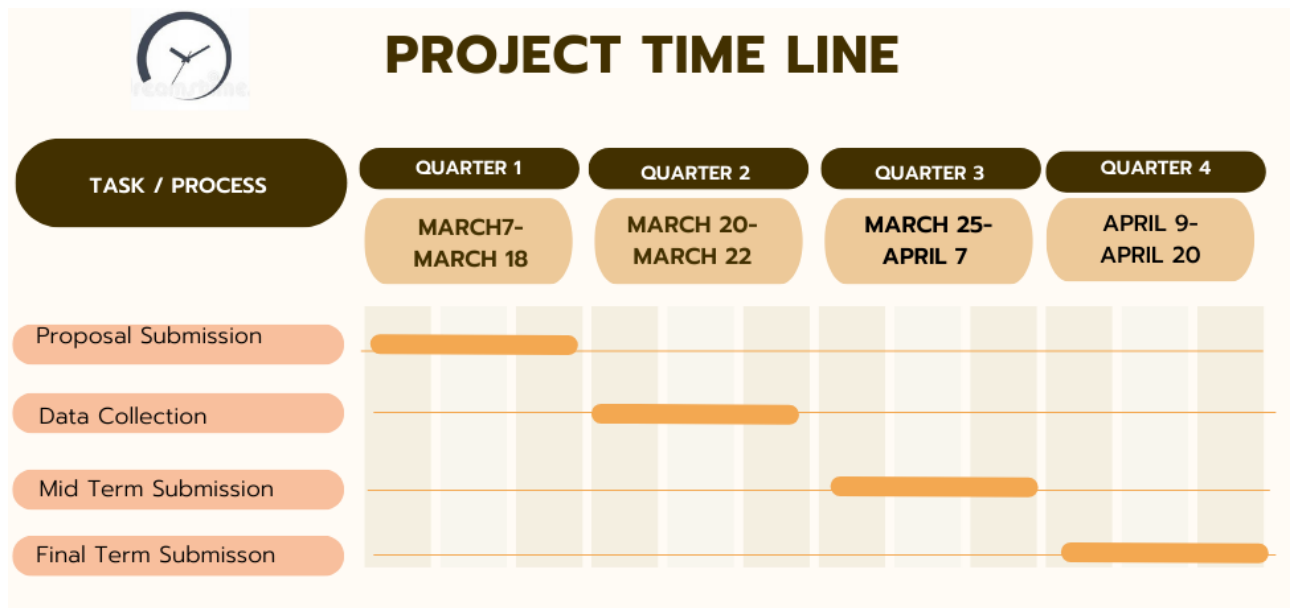 PROJECT TIME LINE
TASK / PROCESS
QUARTER 1
QUARTER 2
QUARTER 3
QUARTER 4
MARCH7-
MARCH 18
MARCH 20-
MARCH 22
MARCH 25-
APRIL 7
APRIL 9-
APRIL 20
Proposal Submission
Data Collection
Mid Term Submission
Final Term Submisson